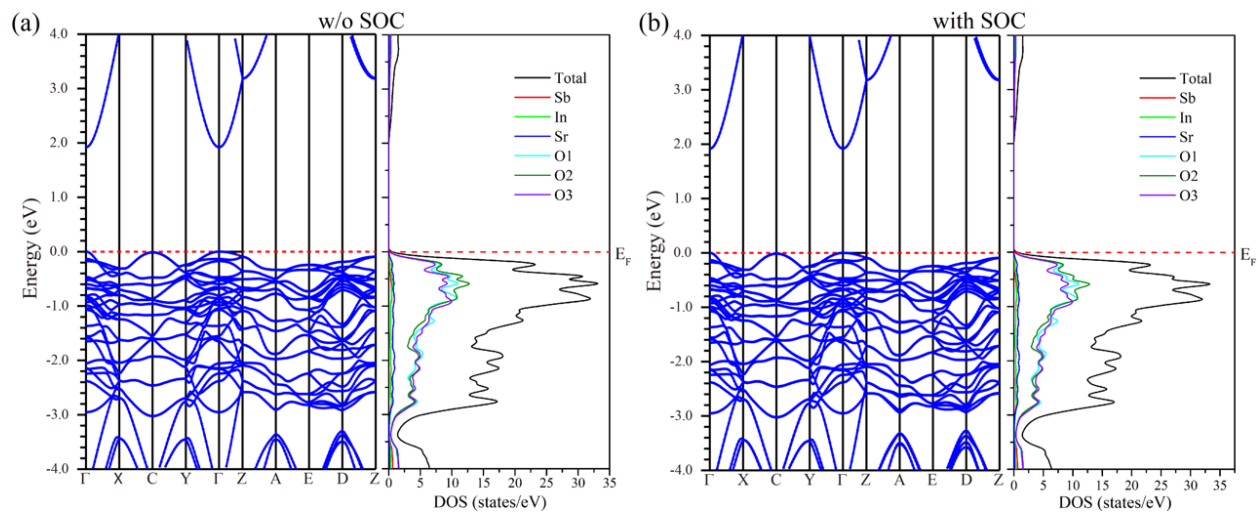 (a) w/o SOC
4.0
3.0
2.0
1.0
0.0
-1.0
-2.0
-3.0
-4.0
Energy (eV)
Γ X C Y Γ Z A E D Z
Total
Sb
In
Sr
O1
O2
O3
E_F
0 5 10 15 20 25 30 35
DOS (states/eV)
(b) with SOC
4.0
3.0
2.0
1.0
0.0
-1.0
-2.0
-3.0
-4.0
Energy (eV)
Γ X C Y Γ Z A E D Z
Total
Sb
In
Sr
O1
O2
O3
E_F
0 5 10 15 20 25 30 35
DOS (states/eV)